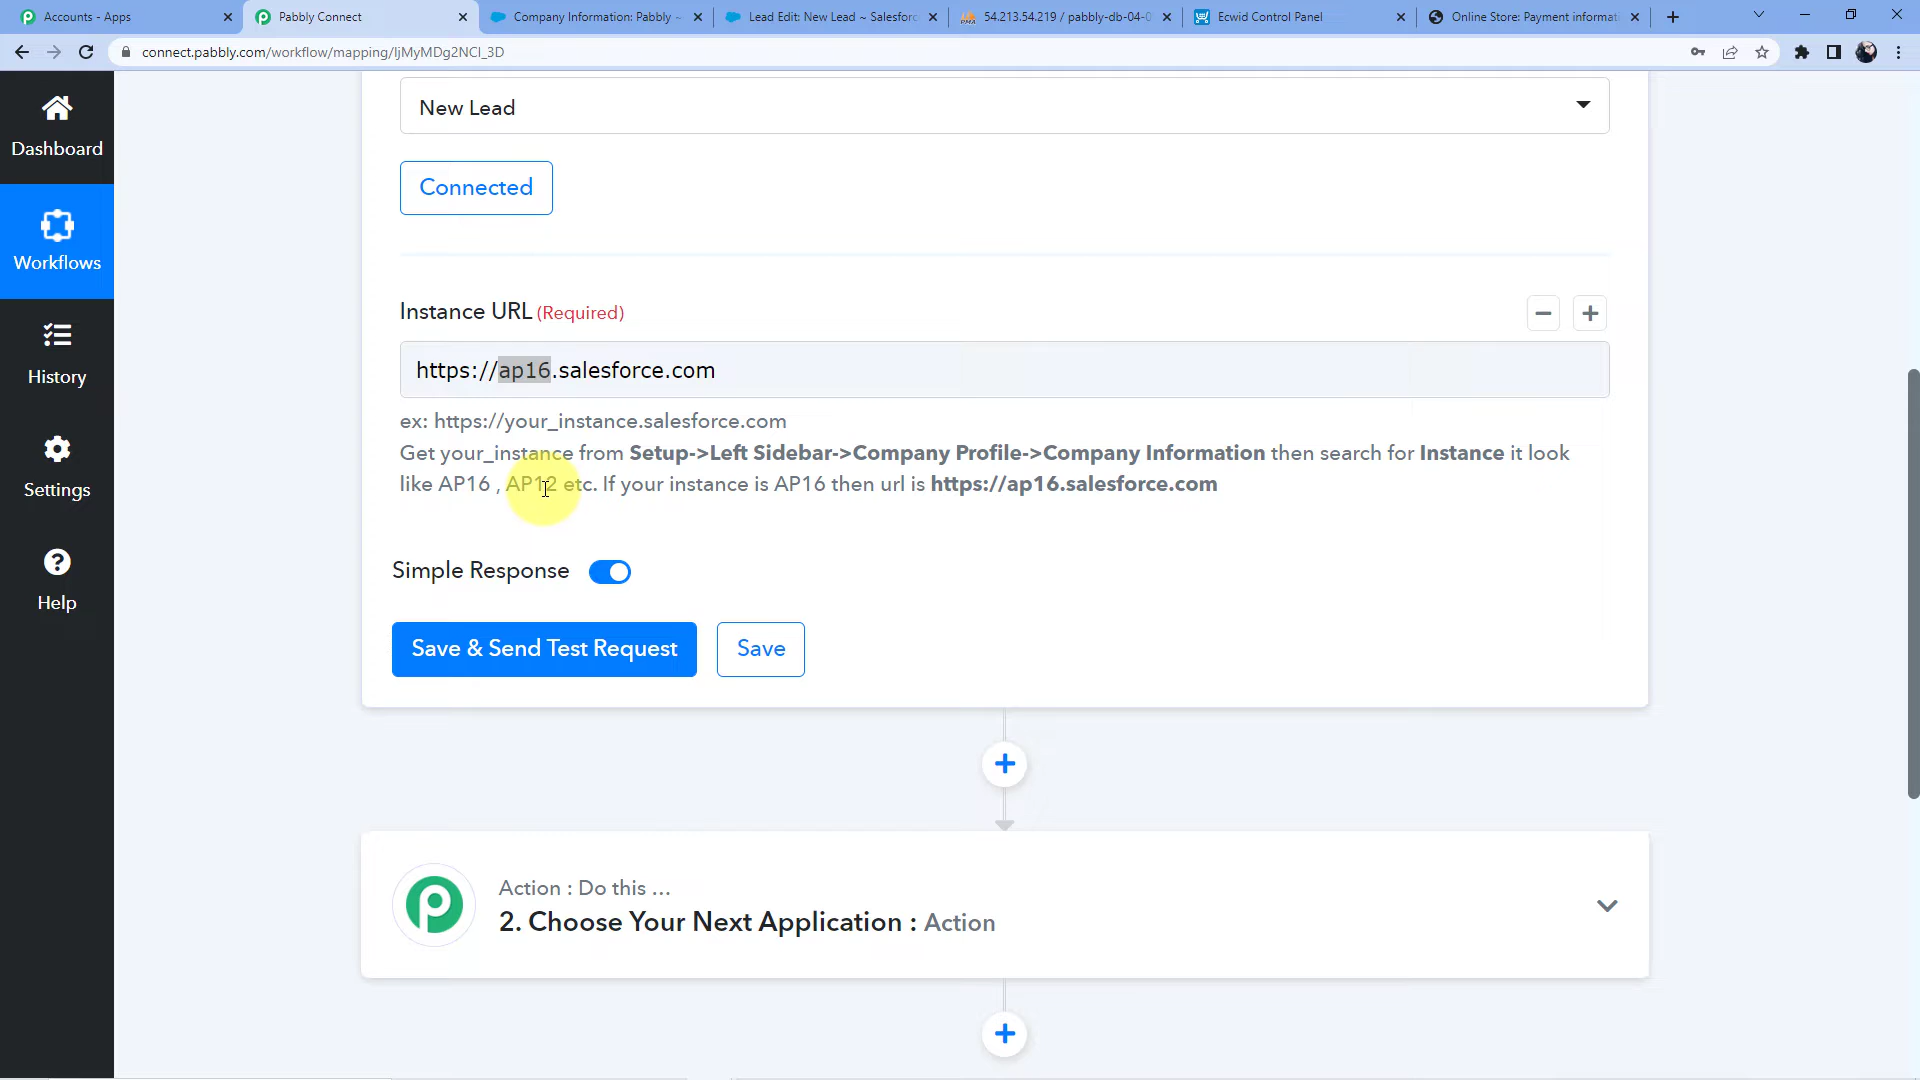 Accounts - Apps
Pabbly Connect
Company Information: Pabbly ~
Lead Edit: New Lead ~ Salesforc
54.213.54.219 / pabbly-db-04-0
Ecwid Control Panel
Online Store: Payment informati
connect.pabbly.com/workflow/mapping/IjMyMDg2NCI_3D
Dashboard
Workflows
History
Settings
Help
New Lead
Connected
Instance URL (Required)
https://ap16.salesforce.com
ex: https://your_instance.salesforce.com
Get your_instance from Setup->Left Sidebar->Company Profile->Company Information then search for Instance it look
like AP16 , AP12 etc. If your instance is AP16 then url is https://ap16.salesforce.com
Simple Response
Save & Send Test Request
Save
Action : Do this ...
2. Choose Your Next Application : Action